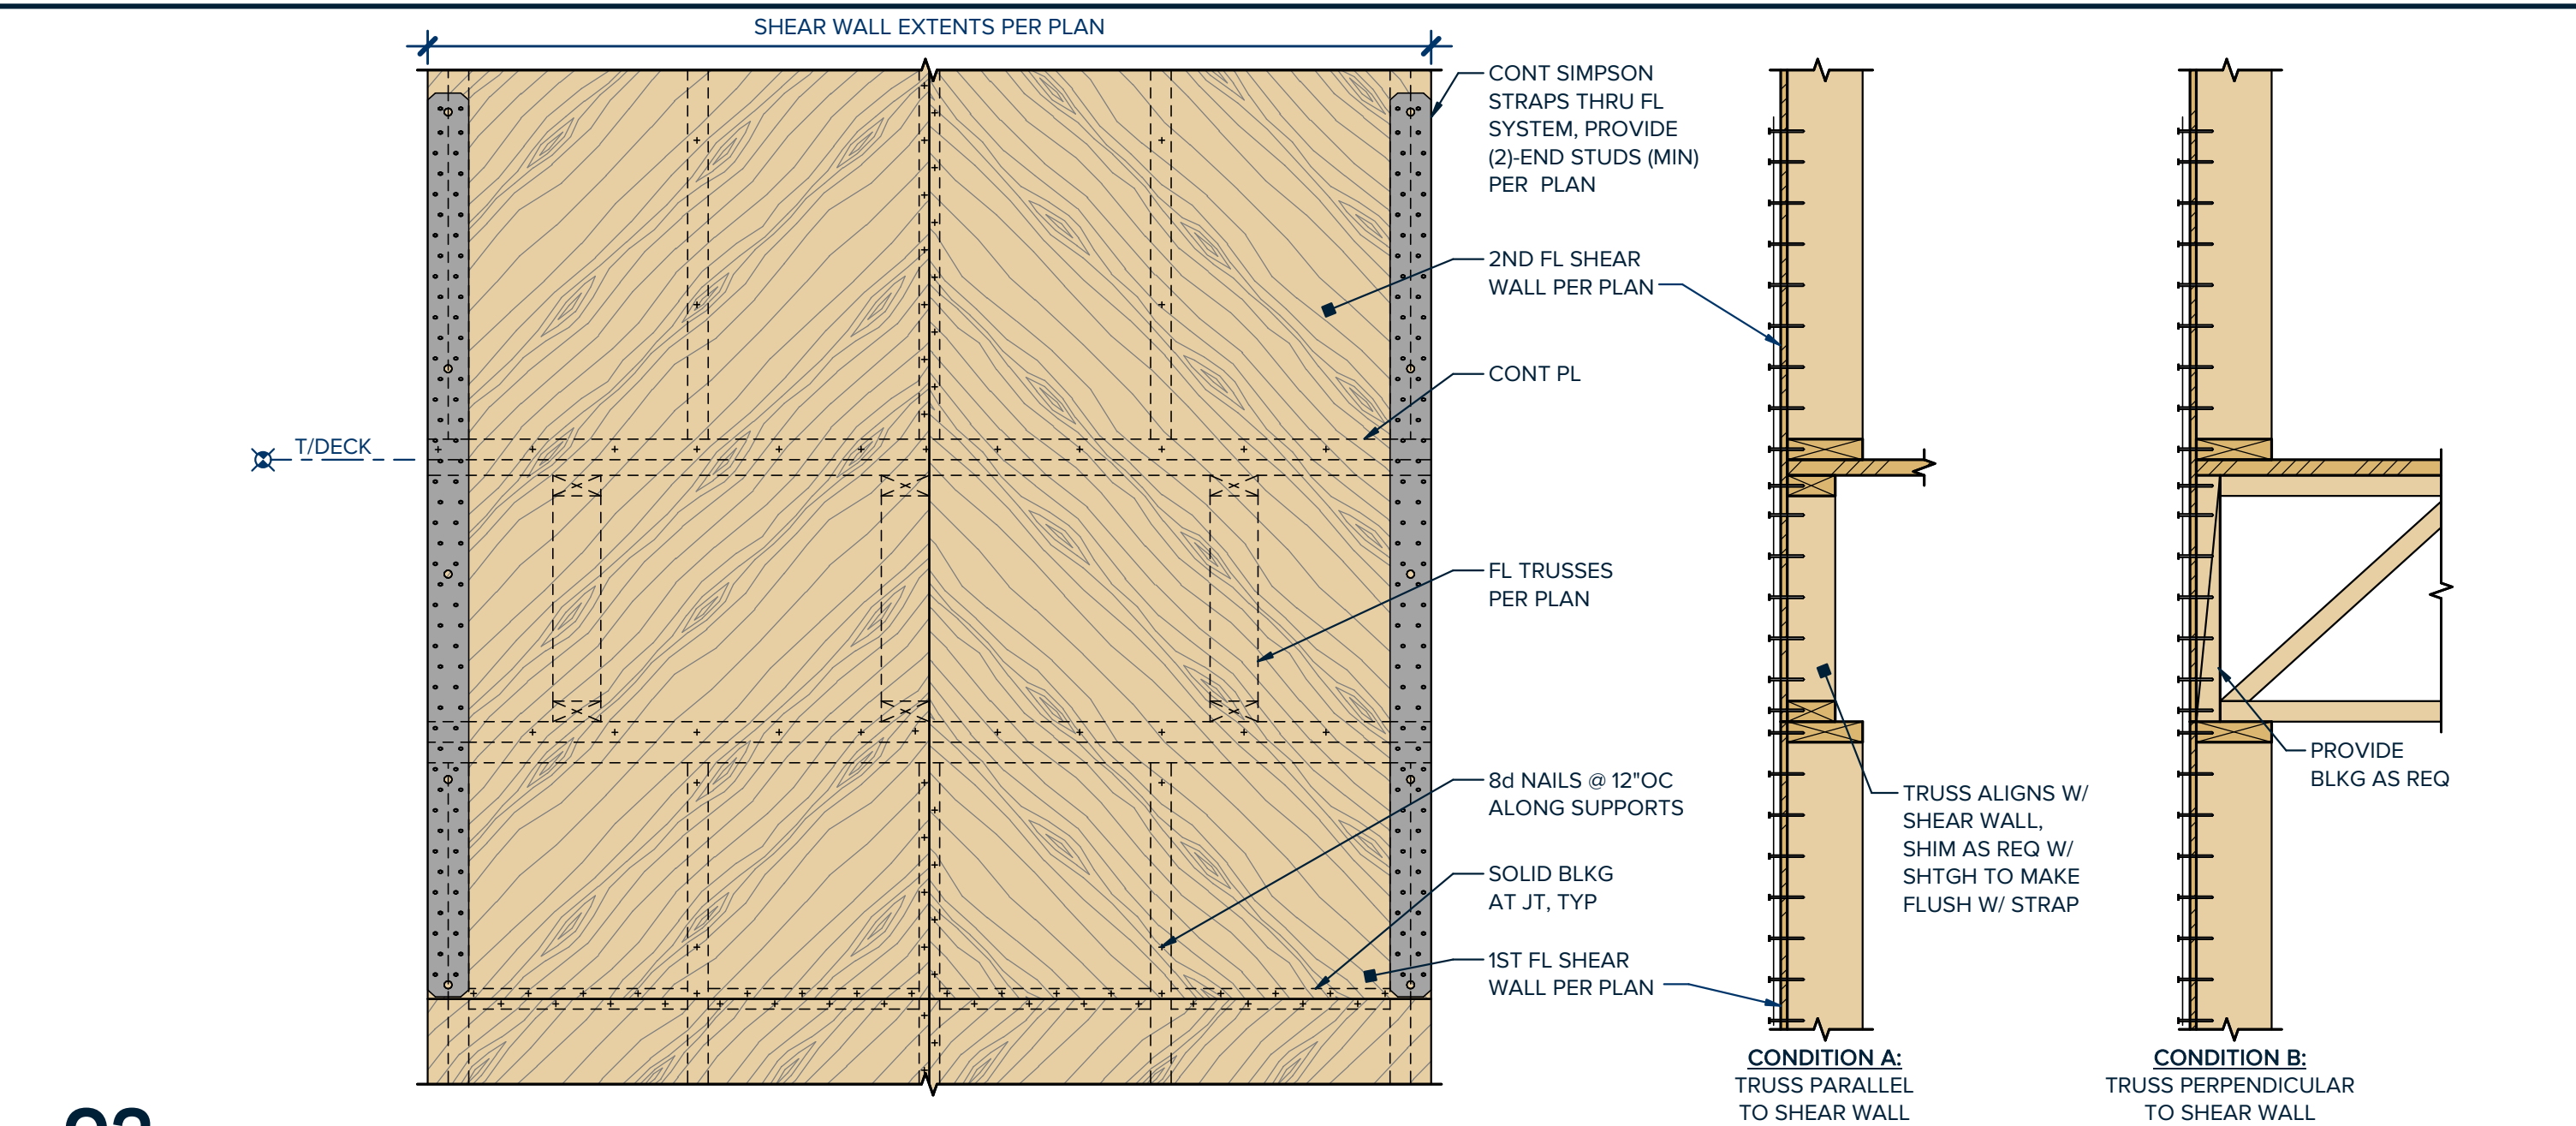 SHEAR WALL EXTENTS PER PLAN
CONT SIMPSON
STRAPS THRU FL
SYSTEM, PROVIDE
(2)-END STUDS (MIN)
PER PLAN
2ND FL SHEAR
WALL PER PLAN
CONT PL
T/DECK
FL TRUSSES
PER PLAN
8d NAILS @ 12"OC
ALONG SUPPORTS
SOLID BLKG
AT JT, TYP
1ST FL SHEAR
WALL PER PLAN
TRUSS ALIGNS W/
SHEAR WALL,
SHIM AS REQ W/
SHTGH TO MAKE
FLUSH W/ STRAP
PROVIDE
BLKG AS REQ
CONDITION A:
TRUSS PARALLEL
TO SHEAR WALL
CONDITION B:
TRUSS PERPENDICULAR
TO SHEAR WALL